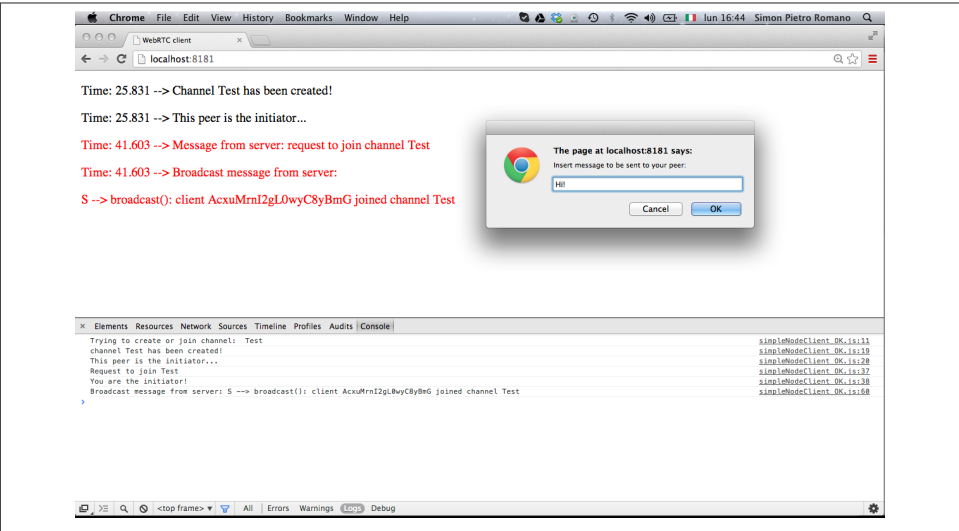 Chrome File Edit View History Bookmarks Window Help lun 16:44 Simon Pietro Romano
WebRTC client ×
localhost:8181
Time: 25.831 --> Channel Test has been created!
Time: 25.831 --> This peer is the initiator...
Time: 41.603 --> Message from server: request to join channel Test
Time: 41.603 --> Broadcast message from server:
S --> broadcast(): client AcxuMrnI2gL0wyC8yBmG joined channel Test
The page at localhost:8181 says:
Insert message to be sent to your peer:
Hi!
Cancel OK
× Elements Resources Network Sources Timeline Profiles Audits Console
Trying to create or join channel: Test simpleNodeClient_OK.js:11
channel Test has been created! simpleNodeClient_OK.js:19
This peer is the initiator... simpleNodeClient_OK.js:20
Request to join Test simpleNodeClient_OK.js:37
You are the initiator! simpleNodeClient_OK.js:38
Broadcast message from server: S --> broadcast(): client AcxuMrnI2gL0wyC8yBmG joined channel Test simpleNodeClient_OK.js:60
>
<top frame> ▼ All Errors Warnings Logs Debug